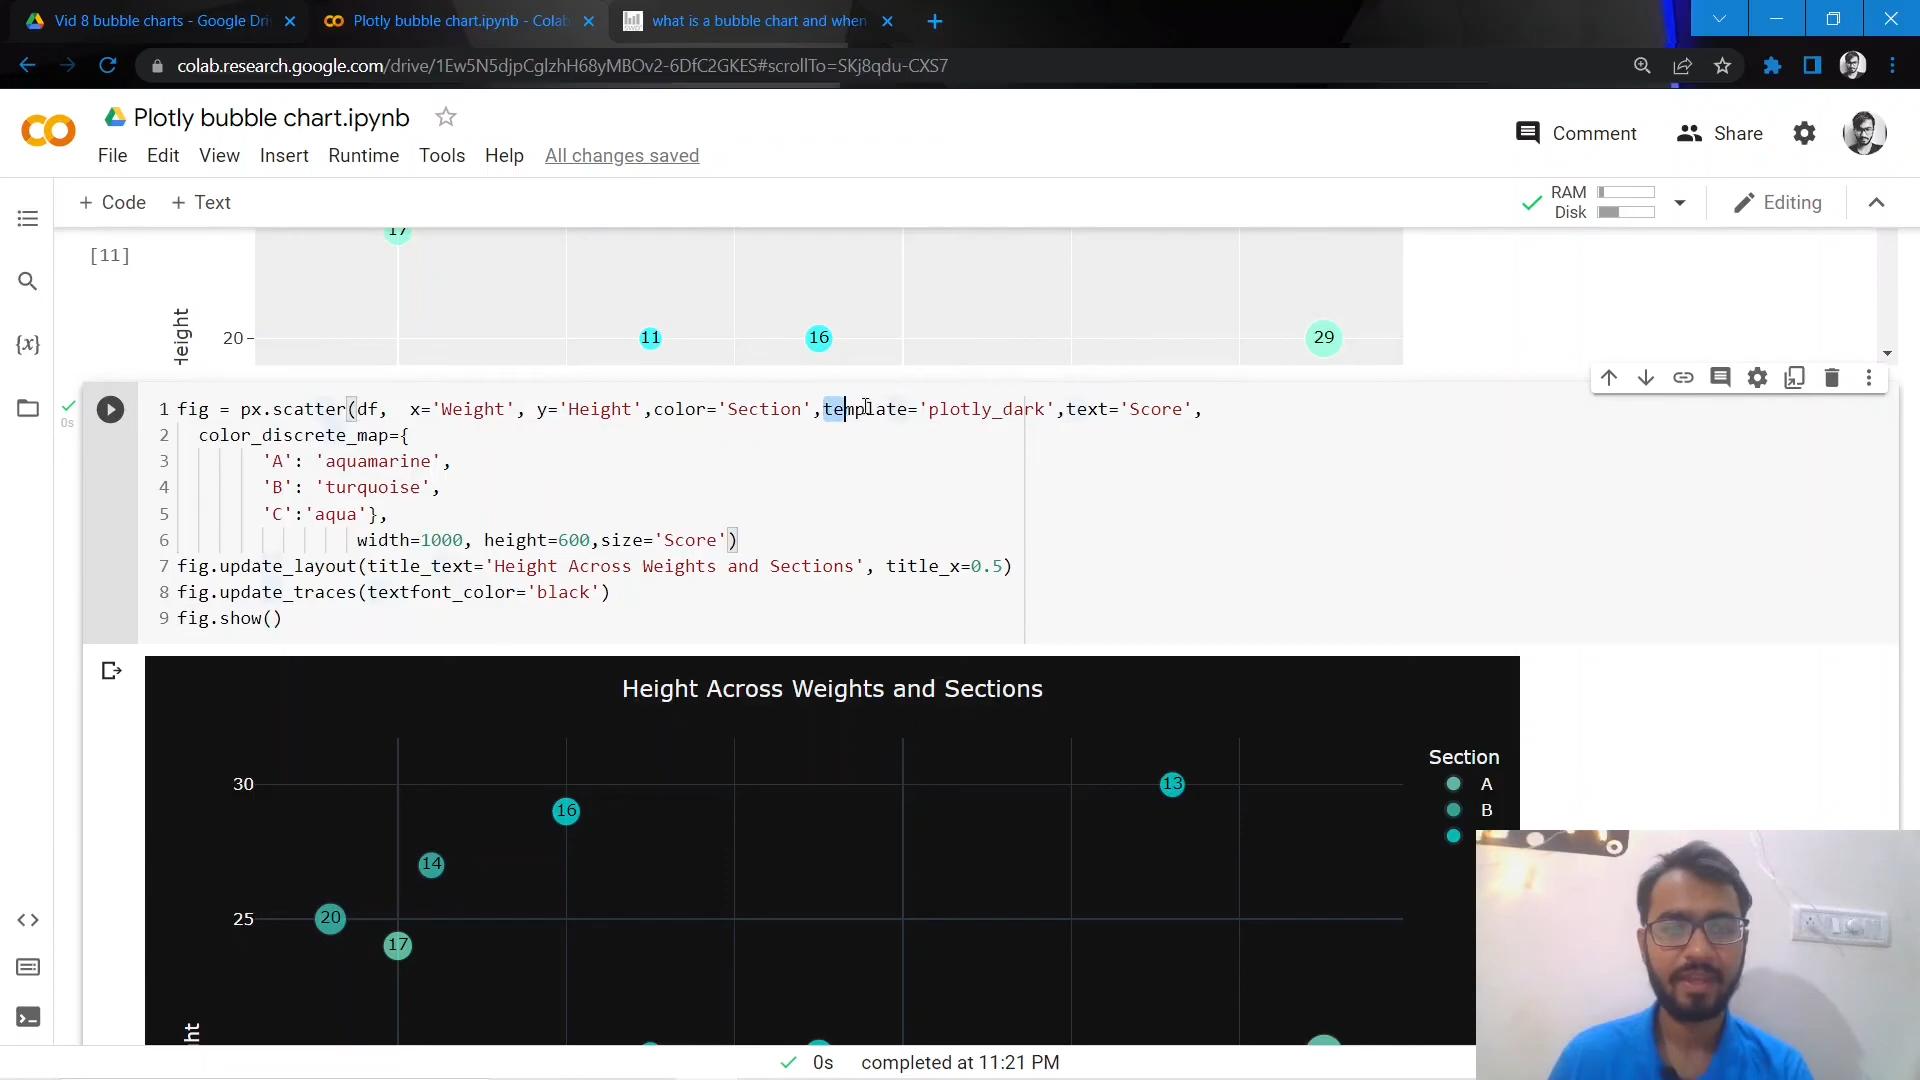 Vid 8 bubble charts - Google Dri
Plotly bubble chart.ipynb - Colab
what is a bubble chart and when
colab.research.google.com/drive/1Ew5N5djpCglzhH68yMBOv2-6DfC2GKES#scrollTo=SKj8qdu-CXS7
Plotly bubble chart.ipynb
File Edit View Insert Runtime Tools Help All changes saved
Comment
Share
+ Code + Text
RAM
Disk
Editing
[11]
17
Height
20
11
16
29
{x}
0s
1 fig = px.scatter(df,  x='Weight', y='Height',color='Section',template='plotly_dark',text='Score',
2   color_discrete_map={
3         'A': 'aquamarine',
4         'B': 'turquoise',
5         'C':'aqua'},
6                  width=1000, height=600,size='Score')
7 fig.update_layout(title_text='Height Across Weights and Sections', title_x=0.5)
8 fig.update_traces(textfont_color='black')
9 fig.show()
Height Across Weights and Sections
Section
A
B
30
13
16
14
25
20
17
ght
0s completed at 11:21 PM